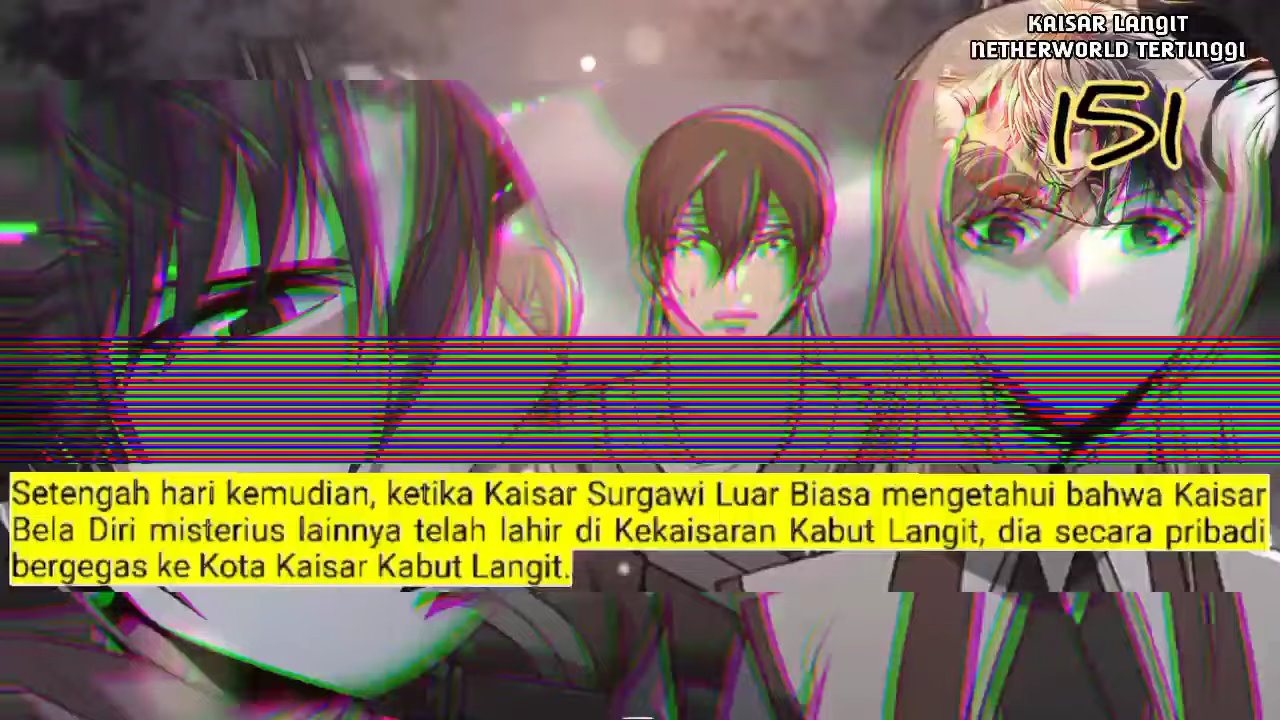 KAISAR LANGIT
NETHERWORLD TERTINGGI
151
Setengah hari kemudian, ketika Kaisar Surgawi Luar Biasa mengetahui bahwa Kaisar
Bela Diri misterius lainnya telah lahir di Kekaisaran Kabut Langit, dia secara pribadi
bergegas ke Kota Kaisar Kabut Langit.